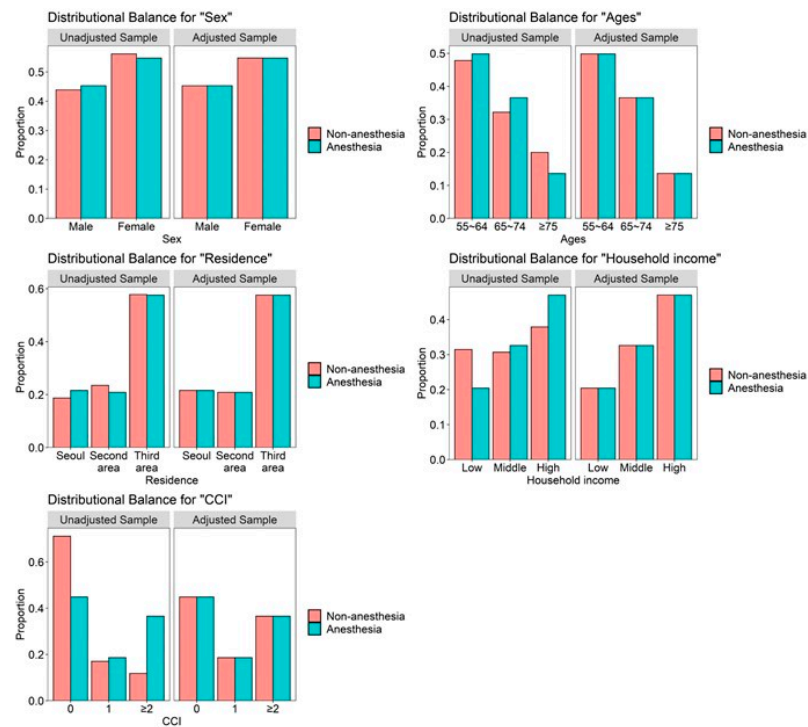 Distributional Balance for "Sex"
Unadjusted Sample Adjusted Sample
0.5
0.4
0.3
0.2
0.1
0.0
Proportion
Male Female Male Female
Sex
Non-anesthesia
Anesthesia
Distributional Balance for "Ages"
Unadjusted Sample Adjusted Sample
0.5
0.4
0.3
0.2
0.1
0.0
Proportion
55~64 65~74 ≥75 55~64 65~74 ≥75
Ages
Non-anesthesia
Anesthesia
Distributional Balance for "Residence"
Unadjusted Sample Adjusted Sample
0.6
0.4
0.2
0.0
Proportion
Seoul Second Third Seoul Second Third
area area area area
Residence
Non-anesthesia
Anesthesia
Distributional Balance for "Household income"
Unadjusted Sample Adjusted Sample
0.4
0.3
0.2
0.1
0.0
Proportion
Low Middle High Low Middle High
Household income
Non-anesthesia
Anesthesia
Distributional Balance for "CCI"
Unadjusted Sample Adjusted Sample
0.6
0.4
0.2
0.0
Proportion
0 1 ≥2 0 1 ≥2
CCI
Non-anesthesia
Anesthesia